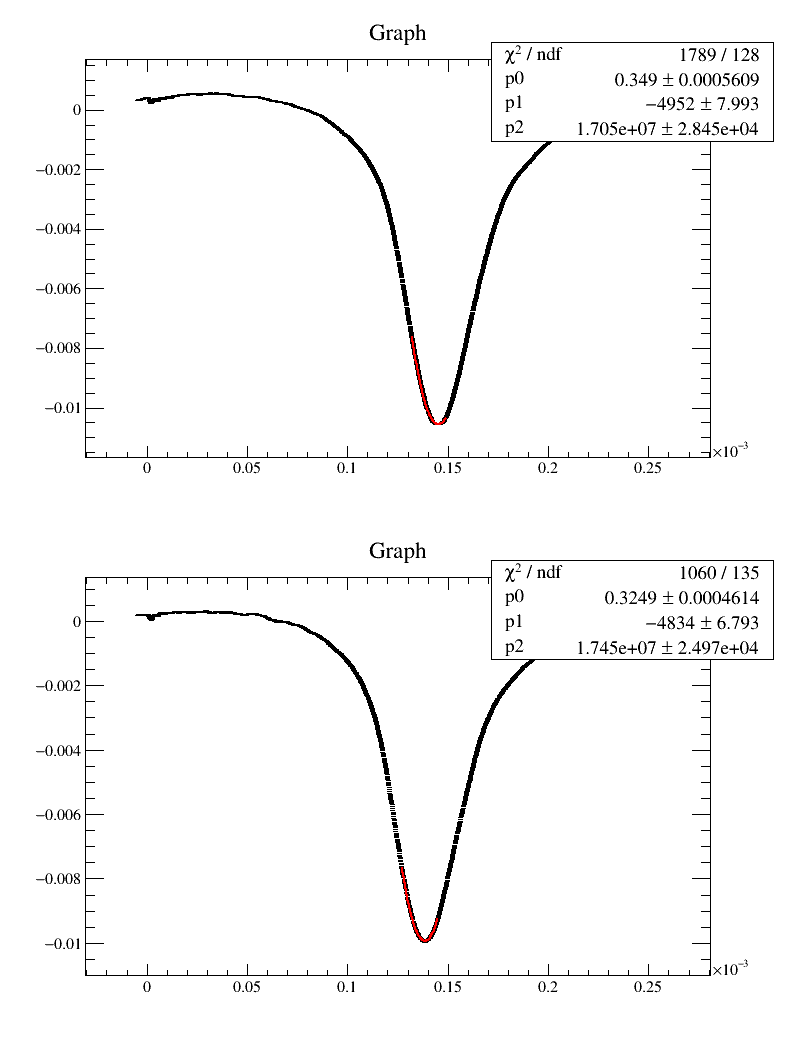 Graph
χ² / ndf 1789 / 128
p0 0.349 ± 0.0005609
p1 −4952 ± 7.993
p2 1.705e+07 ± 2.845e+04
0
−0.002
−0.004
−0.006
−0.008
−0.01
0 0.05 0.1 0.15 0.2 0.25
×10⁻³
Graph
χ² / ndf 1060 / 135
p0 0.3249 ± 0.0004614
p1 −4834 ± 6.793
p2 1.745e+07 ± 2.497e+04
0
−0.002
−0.004
−0.006
−0.008
−0.01
0 0.05 0.1 0.15 0.2 0.25
×10⁻³